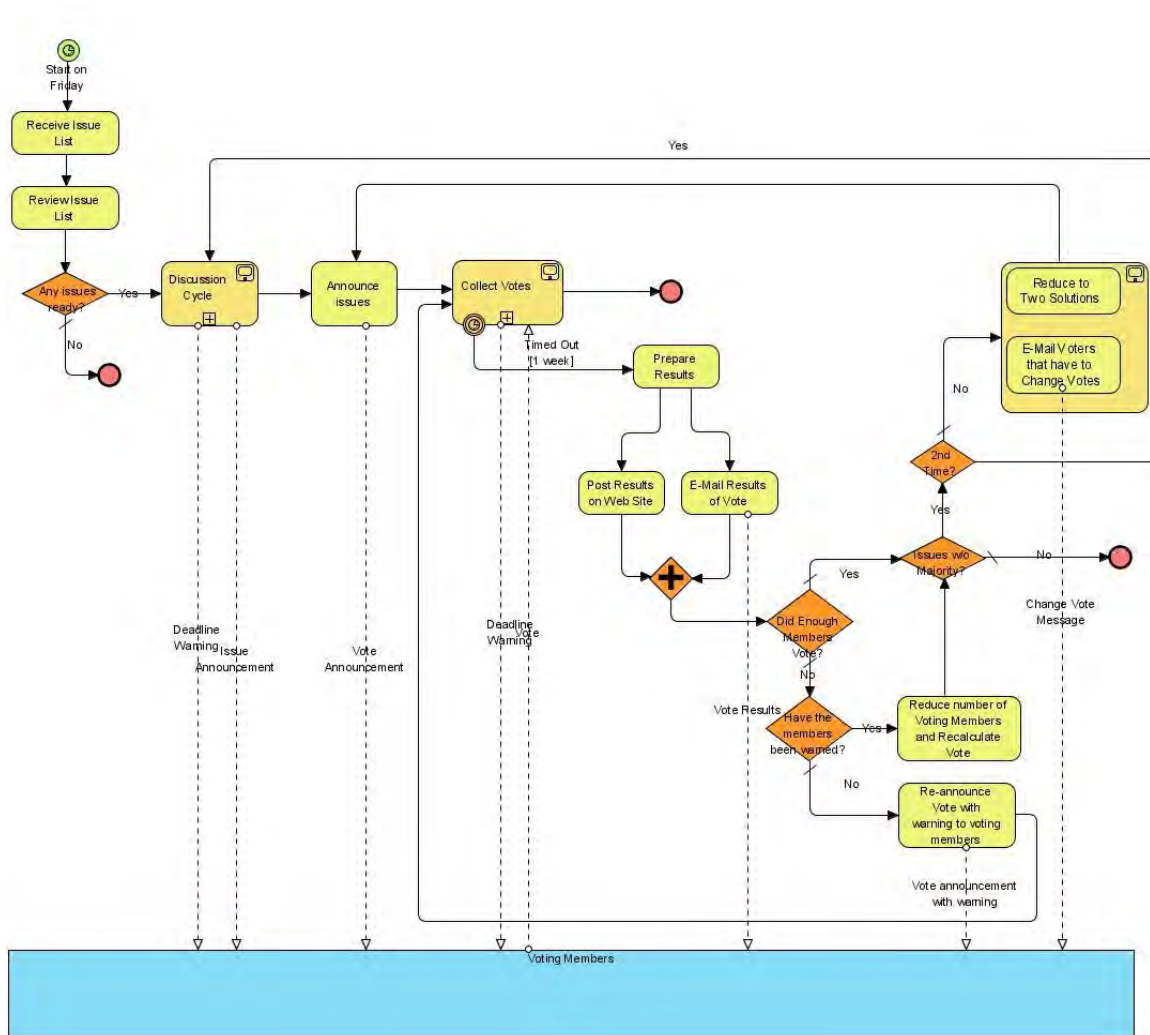 Start on
Friday
Receive Issue
List
Review Issue
List
Any issues
ready?
Yes
No
Discussion
Cycle
Announce
issues
Collect Votes
Timed Out
[1 week]
Yes
Prepare
Results
Post Results
on Web Site
E-Mail Results
of Vote
Did Enough
Members
Vote?
Yes
No
Have the
members
been warned?
Yes
No
Reduce number of
Voting Members
and Recalculate
Vote
Re-announce
Vote with
warning to voting
members
Issues w/o
Majority?
No
Yes
2nd
Time?
No
Reduce to
Two Solutions
E-Mail Voters
that have to
Change Votes
Deadline
Warning
Issue
Announcement
Vote
Announcement
Deadline
Warning
Vote
Vote Results
Change Vote
Message
Vote announcement
with warning
Voting Members